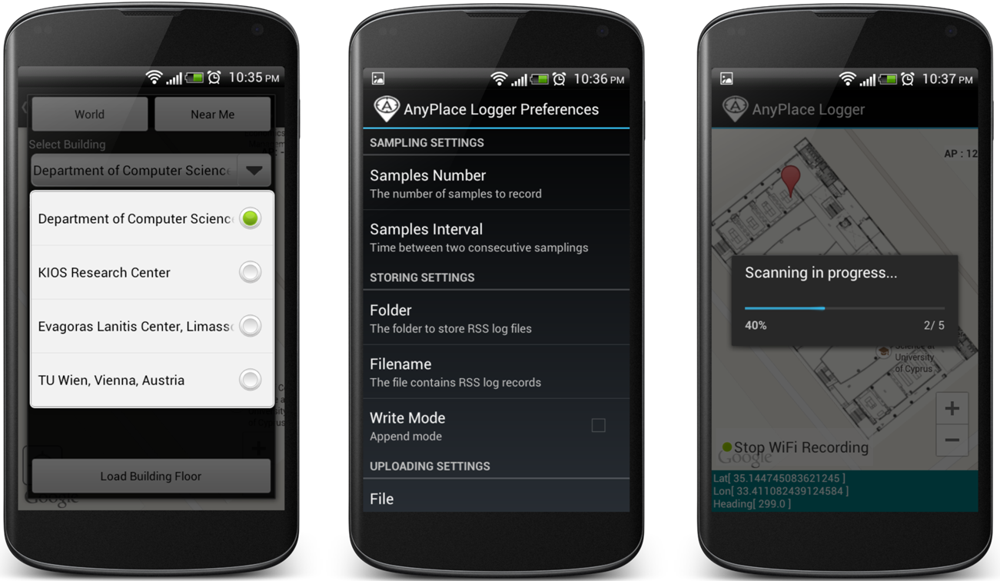 10:35 PM
World
Near Me
Select Building
Department of Computer Science
Department of Computer Science
KIOS Research Center
Evagoras Lanitis Center, Limasso
TU Wien, Vienna, Austria
Load Building Floor
Google
10:36 PM
AnyPlace Logger Preferences
SAMPLING SETTINGS
Samples Number
The number of samples to record
Samples Interval
Time between two consecutive samplings
STORING SETTINGS
Folder
The folder to store RSS log files
Filename
The file contains RSS log records
Write Mode
Append mode
UPLOADING SETTINGS
File
10:37 PM
AnyPlace Logger
AP : 12
Scanning in progress...
40%
2/ 5
Science at
University
of Cyprus
+
−
Stop WiFi Recording
Google
Lat[ 35.144745083621245 ]
Lon[ 33.411082439124584 ]
Heading[ 299.0 ]